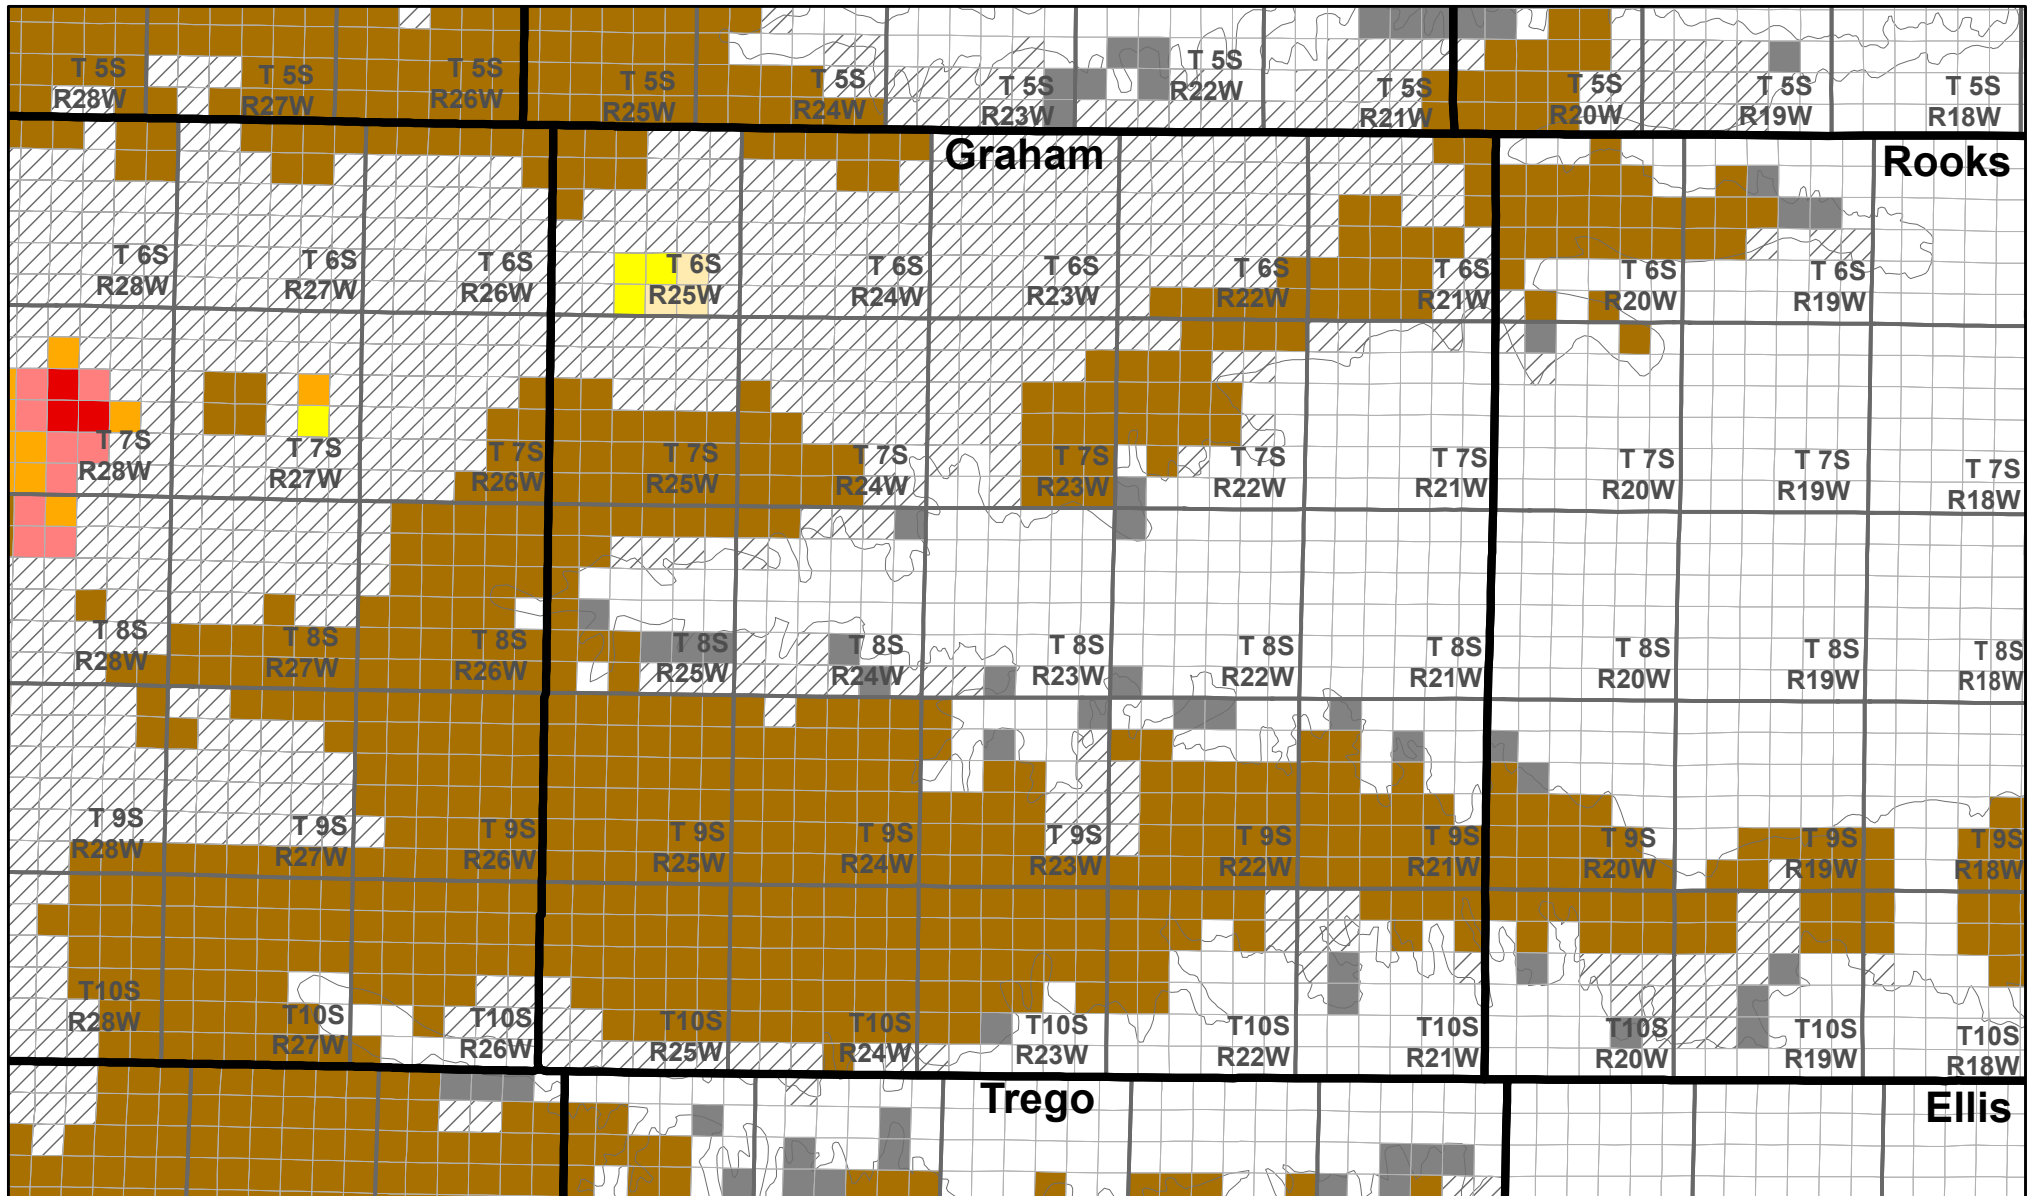 T 5S
R28W
T 5S
R27W
T 5S
R26W
T 5S
R25W
T 5S
R24W
T 5S
R23W
T 5S
R22W
T 5S
R21W
T 5S
R20W
T 5S
R19W
T 5S
R18W
Graham
Rooks
T 6S
R28W
T 6S
R27W
T 6S
R26W
T 6S
R25W
T 6S
R24W
T 6S
R23W
T 6S
R22W
T 6S
R21W
T 6S
R20W
T 6S
R19W
T 7S
R28W
T 7S
R27W
T 7S
R26W
T 7S
R25W
T 7S
R24W
T 7S
R23W
T 7S
R22W
T 7S
R21W
T 7S
R20W
T 7S
R19W
T 7S
R18W
T 8S
R28W
T 8S
R27W
T 8S
R26W
T 8S
R25W
T 8S
R24W
T 8S
R23W
T 8S
R22W
T 8S
R21W
T 8S
R20W
T 8S
R19W
T 8S
R18W
T 9S
R28W
T 9S
R27W
T 9S
R26W
T 9S
R25W
T 9S
R24W
T 9S
R23W
T 9S
R22W
T 9S
R21W
T 9S
R20W
T 9S
R19W
T 9S
R18W
T10S
R28W
T10S
R27W
T10S
R26W
T10S
R25W
T10S
R24W
T10S
R23W
T10S
R22W
T10S
R21W
T10S
R20W
T10S
R19W
T10S
R18W
Trego
Ellis